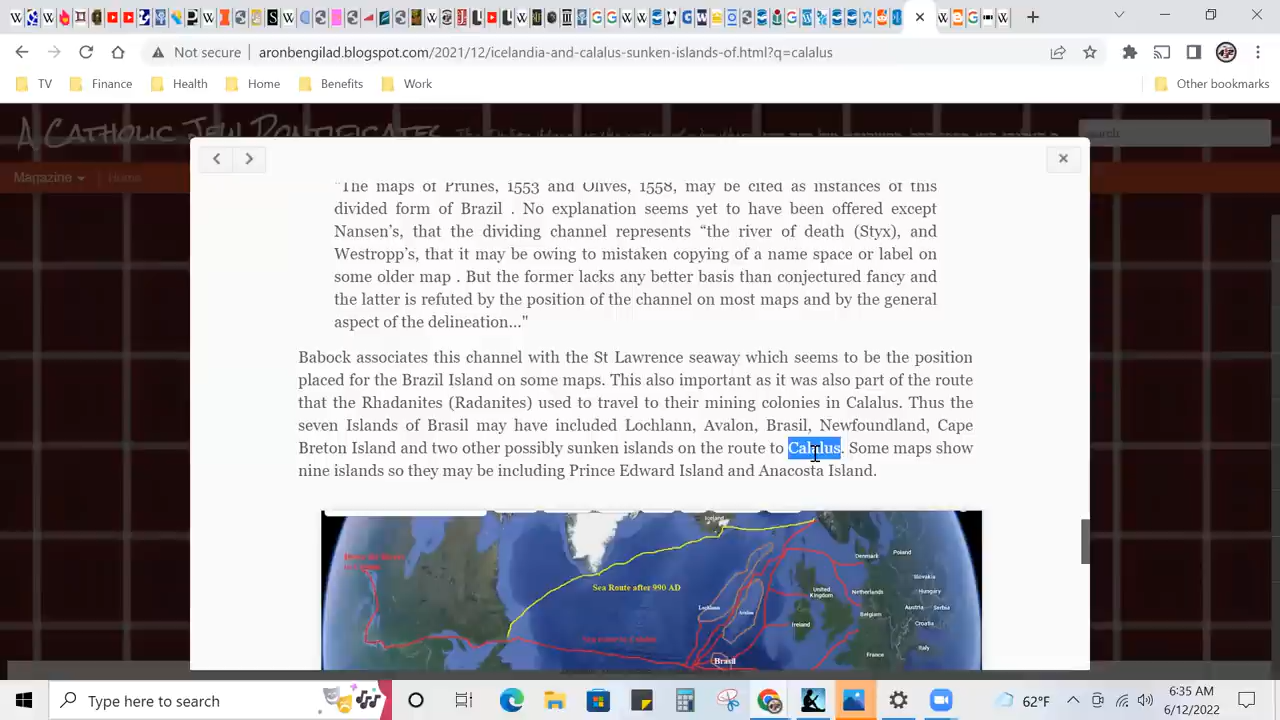 Not secure aronbengilad.blogspot.com/2021/12/icelandia-and-calalus-sunken-islands-of.html?q=calalus
TV Finance Health Home Benefits Work Other bookmarks
A Catholic Jew Pontificates
search
Magazine Home
"The maps of Prunes, 1553 and Olives, 1558, may be cited as instances of this
divided form of Brazil . No explanation seems yet to have been offered except
Nansen's, that the dividing channel represents “the river of death (Styx), and
Westropp's, that it may be owing to mistaken copying of a name space or label on
some older map . But the former lacks any better basis than conjectured fancy and
the latter is refuted by the position of the channel on most maps and by the general
aspect of the delineation..."
Babock associates this channel with the St Lawrence seaway which seems to be the position
placed for the Brazil Island on some maps. This also important as it was also part of the route
that the Rhadanites (Radanites) used to travel to their mining colonies in Calalus. Thus the
seven Islands of Brasil may have included Lochlann, Avalon, Brasil, Newfoundland, Cape
Breton Island and two other possibly sunken islands on the route to Calalus. Some maps show
nine islands so they may be including Prince Edward Island and Anacosta Island.
Iceland
Denmark
Poland
Sea Route after 990 AD
United Kingdom
Netherlands
Slovakia
Hungary
Lochlann
Avalon
Belgium
Austria
Serbia
Ireland
Croatia
Sea route to Calalus
Italy
France
Brasil
Type here to search
62°F
6:35 AM
6/12/2022